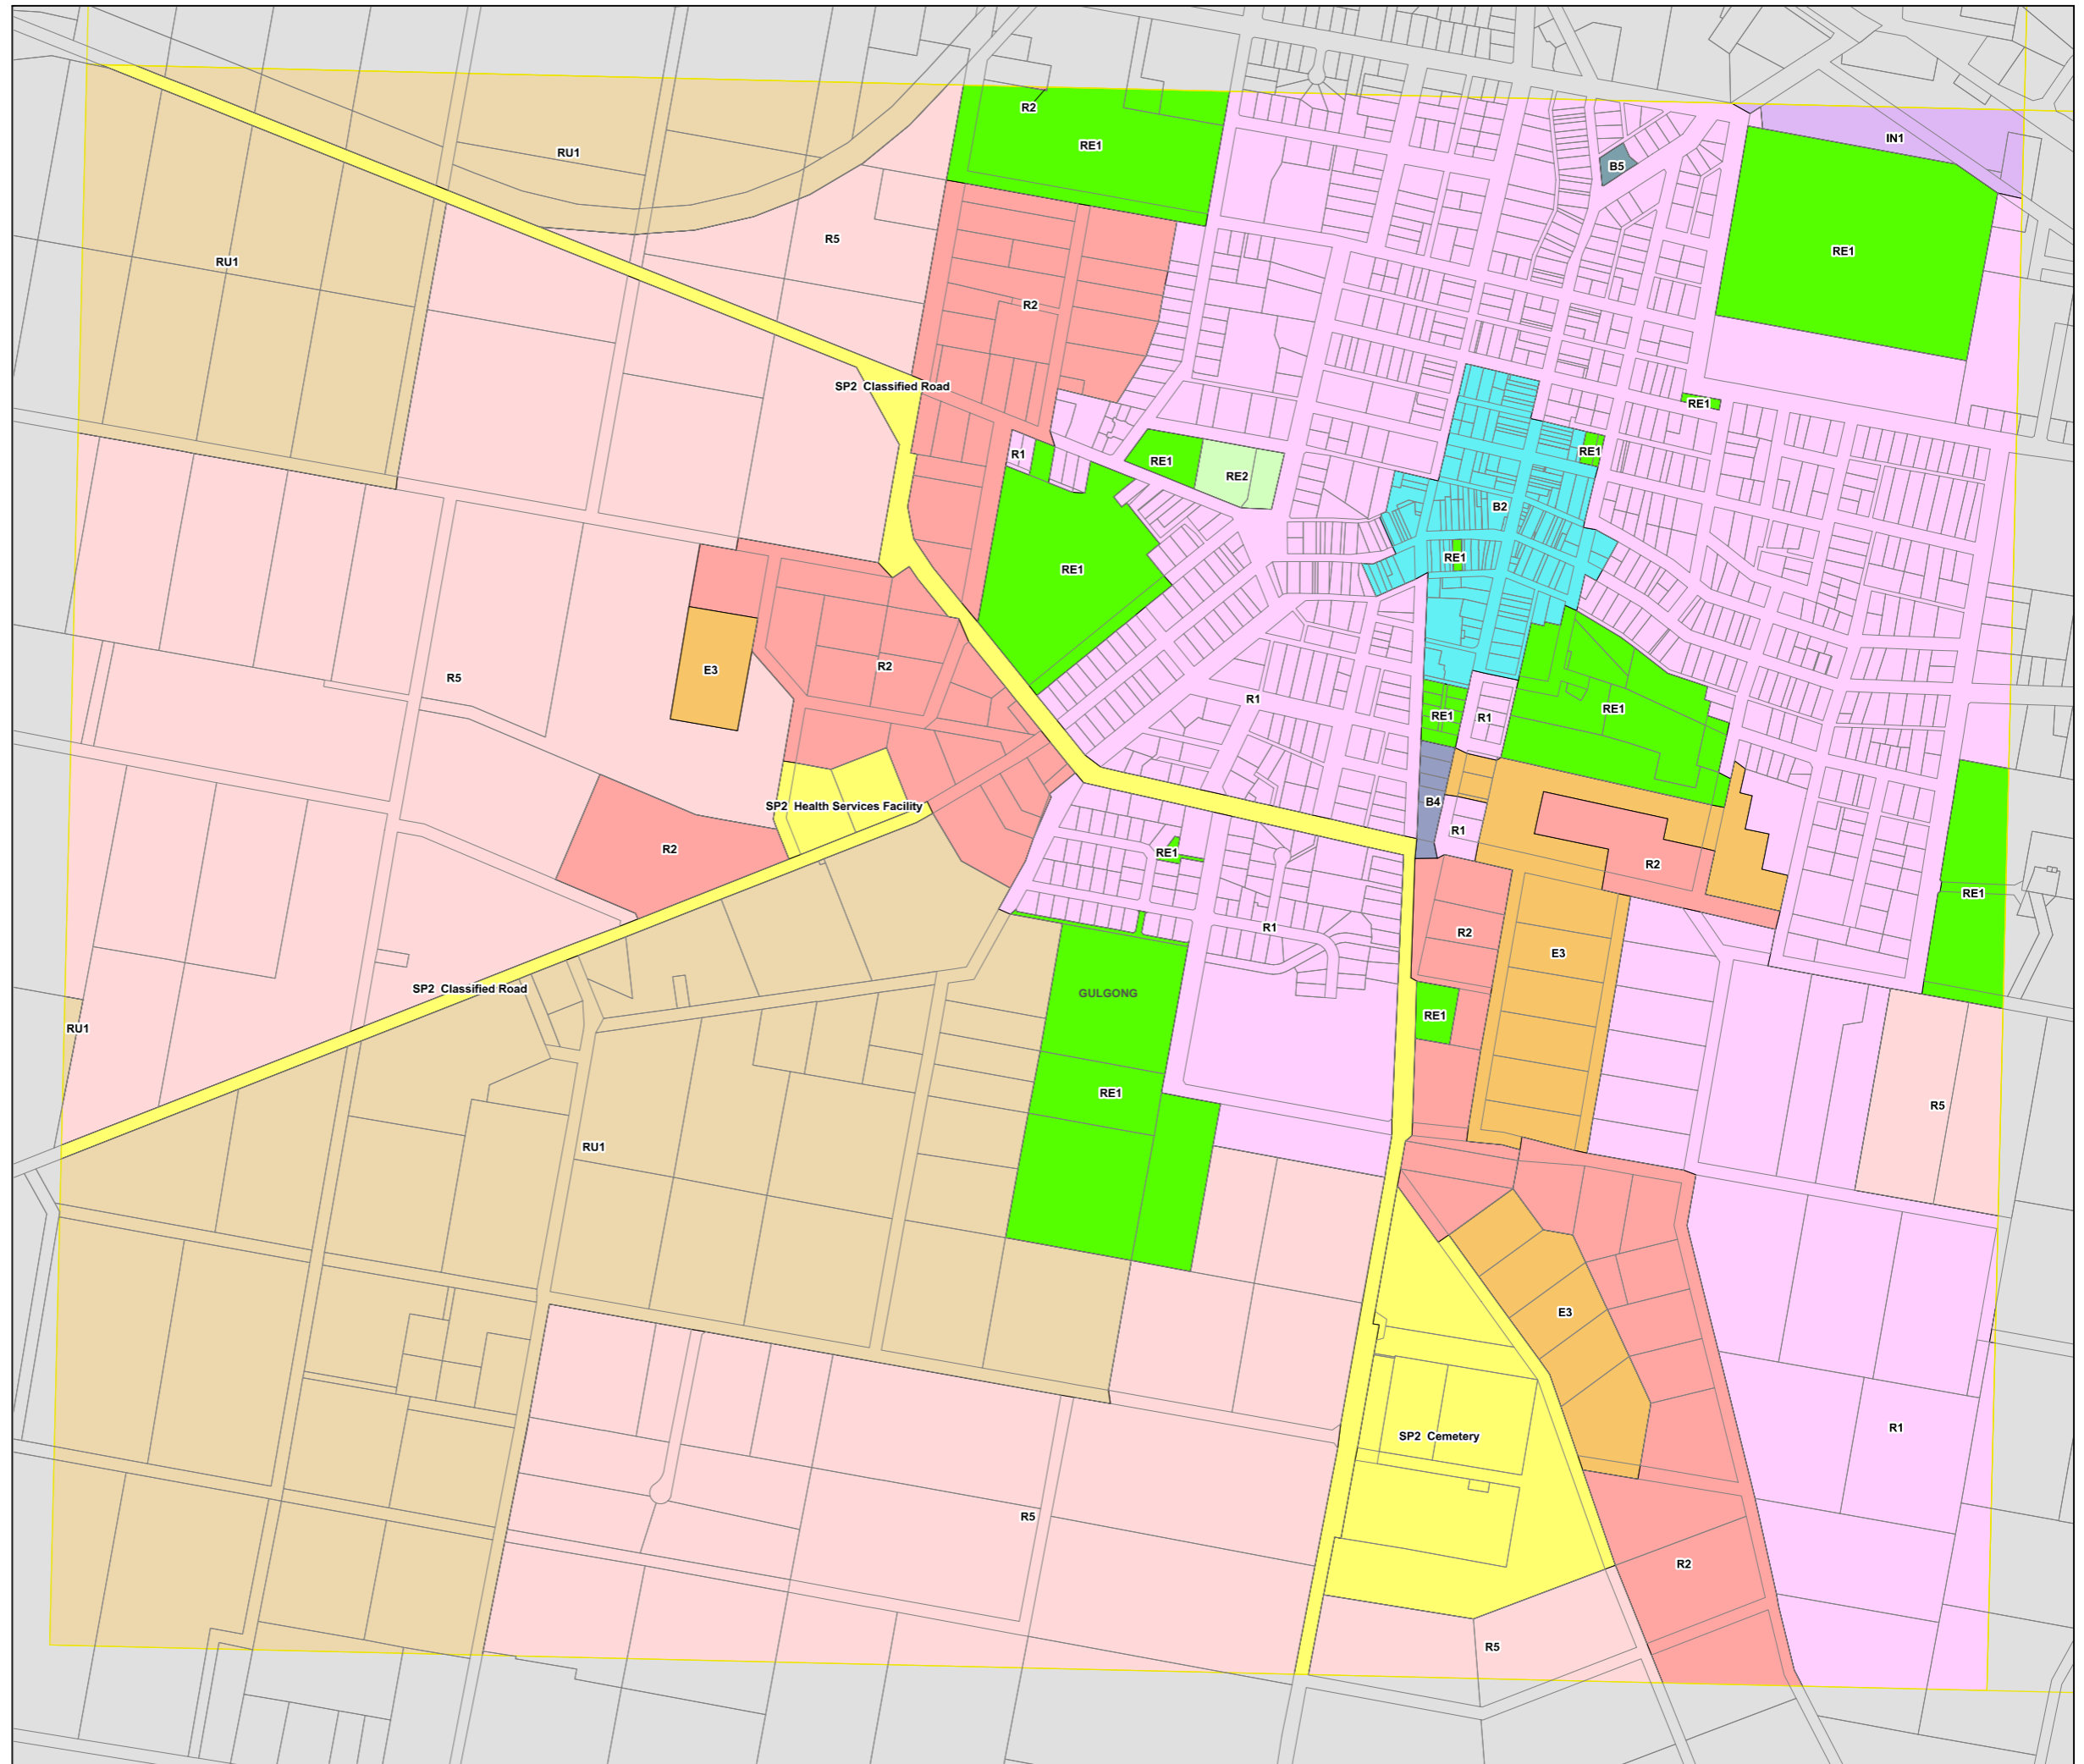 R2
IN1
RE1
RU1
B5
R5
RE1
RU1
R2
SP2 Classified Road
RE1
RE1
R1
RE1
RE2
B2
RE1
RE1
R2
E3
R5
R1
RE1
RE1
R1
B4
SP2 Health Services Facility
R1
RE1
R2
R2
RE1
R1
R2
E3
SP2 Classified Road
GULGONG
RE1
RU1
RE1
R5
RU1
E3
R1
SP2 Cemetery
R5
R2
R5